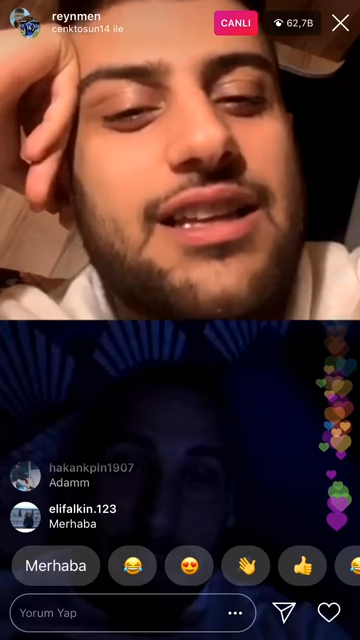 reynmen
cenktosun14 ile
CANLI
62,7B
hakankpln1907
Adamm
elifalkin.123
Merhaba
Merhaba
Yorum Yap